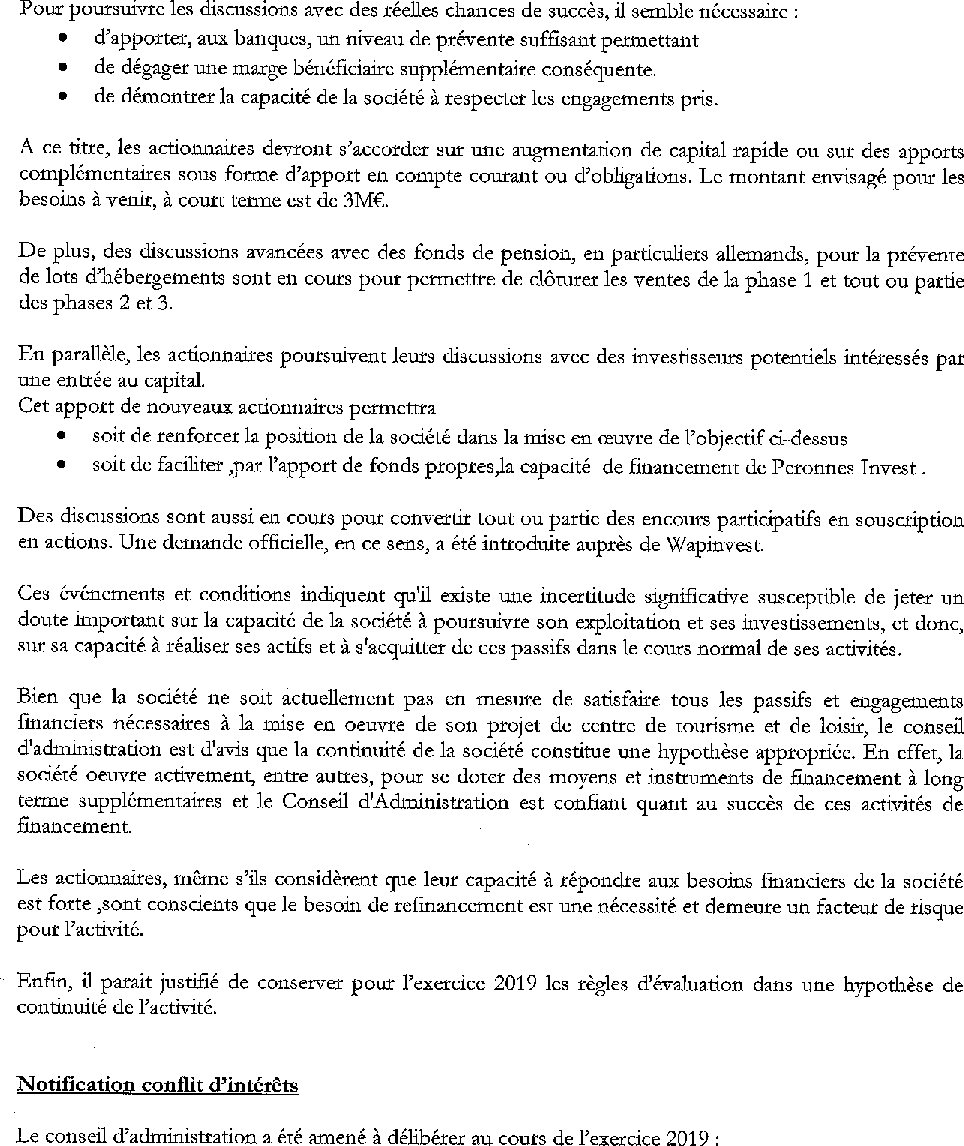 Pour poursuivre les discussions avec des réelles chances de succès, il semble nécessaire :
• d'apporter, aux banques, un niveau de prévente suffisant permettant
• de dégager une marge bénéficiaire supplémentaire conséquente.
• de démontrer la capacité de la société à respecter les engagements pris.
A ce titre, les actionnaires devront s'accorder sur une augmentation de capital rapide ou sur des apports
complémentaires sous forme d'apport en compte courant ou d'obligations. Le montant envisagé pour les
besoins à venir, à court terme est de 3M€.
De plus, des discussions avancées avec des fonds de pension, en particuliers allemands, pour la prévente
de lots d'hébergements sont en cours pour permettre de clôturer les ventes de la phase 1 et tout ou partie
des phases 2 et 3.
En parallèle, les actionnaires poursuivent leurs discussions avec des investisseurs potentiels intéressés par
une entrée au capital.
Cet apport de nouveaux actionnaires permettra
• soit de renforcer la position de la société dans la mise en œuvre de l'objectif ci-dessus
• soit de faciliter ,par l'apport de fonds propres,la capacité de financement de Peronnes Invest .
Des discussions sont aussi en cours pour convertir tout ou partie des encours participatifs en souscription
en actions. Une demande officielle, en ce sens, a été introduite auprès de Wapinvest.
Ces événements et conditions indiquent qu'il existe une incertitude significative susceptible de jeter un
doute important sur la capacité de la société à poursuivre son exploitation et ses investissements, et donc,
sur sa capacité à réaliser ses actifs et à s'acquitter de ces passifs dans le cours normal de ses activités.
Bien que la société ne soit actuellement pas en mesure de satisfaire tous les passifs et engagements
financiers nécessaires à la mise en oeuvre de son projet de centre de tourisme et de loisir, le conseil
d'administration est d'avis que la continuité de la société constitue une hypothèse appropriée. En effet, la
société oeuvre activement, entre autres, pour se doter des moyens et instruments de financement à long
terme supplémentaires et le Conseil d'Administration est confiant quant au succès de ces activités de
financement.
Les actionnaires, même s'ils considèrent que leur capacité à répondre aux besoins financiers de la société
est forte ,sont conscients que le besoin de refinancement est une nécessité et demeure un facteur de risque
pour l'activité.
Enfin, il parait justifié de conserver pour l'exercice 2019 les règles d'évaluation dans une hypothèse de
continuité de l'activité.
Notification conflit d'intérêts
Le conseil d'administration a été amené à délibérer au cours de l'exercice 2019 :